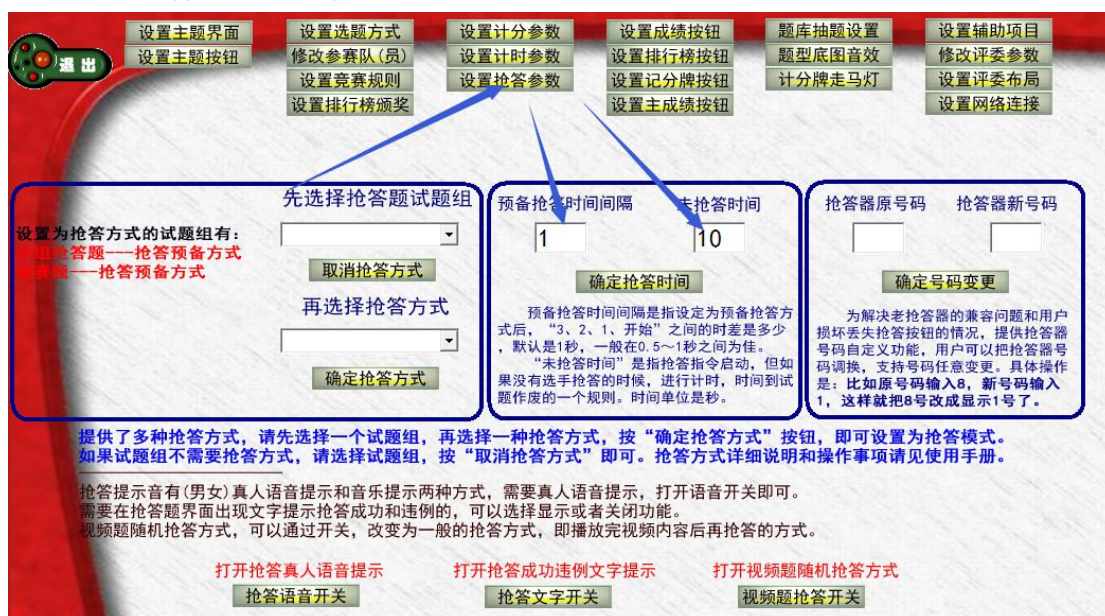 退出
设置主题界面
设置主题按钮
设置选题方式
修改参赛队(员)
设置竞赛规则
设置排行榜颁奖
设置计分参数
设置计时参数
设置抢答参数
设置成绩按钮
设置排行榜按钮
设置记分牌按钮
设置主成绩按钮
题库抽题设置
题型底图音效
计分牌走马灯
设置辅助项目
修改评委参数
设置评委布局
设置网络连接
设置为抢答方式的试题组有：
组抢答题---抢答预备方式
题---抢答预备方式
先选择抢答题试题组
取消抢答方式
再选择抢答方式
确定抢答方式
预备抢答时间间隔
未抢答时间
1
10
确定抢答时间
预备抢答时间间隔是指设定为预备抢答方
式后，“3、2、1、开始”之间的时差是多少
，默认是1秒，一般在0.5～1秒之间为佳。
“未抢答时间”是指抢答指令启动，但如
果没有选手抢答的时候，进行计时，时间到试
题作废的一个规则。时间单位是秒。
抢答器原号码
抢答器新号码
确定号码变更
为解决老抢答器的兼容问题和用户
损坏丢失抢答按钮的情况，提供抢答器
号码自定义功能，用户可以把抢答器号
码调换，支持号码任意变更。具体操作
是：比如原号码输入8，新号码输入
1，这样就把8号改成显示1号了。
提供了多种抢答方式，请先选择一个试题组，再选择一种抢答方式，按“确定抢答方式”按钮，即可设置为抢答模式。
如果试题组不需要抢答方式，请选择试题组，按“取消抢答方式”即可。抢答方式详细说明和操作事项请见使用手册。
抢答提示音有(男女)真人语音提示和音乐提示两种方式，需要真人语音提示，打开语音开关即可。
需要在抢答题界面出现文字提示抢答成功和违例的，可以选择显示或者关闭功能。
视频题随机抢答方式，可以通过开关，改变为一般的抢答方式，即播放完视频内容后再抢答的方式。
打开抢答真人语音提示
抢答语音开关
打开抢答成功违例文字提示
抢答文字开关
打开视频题随机抢答方式
视频题抢答开关